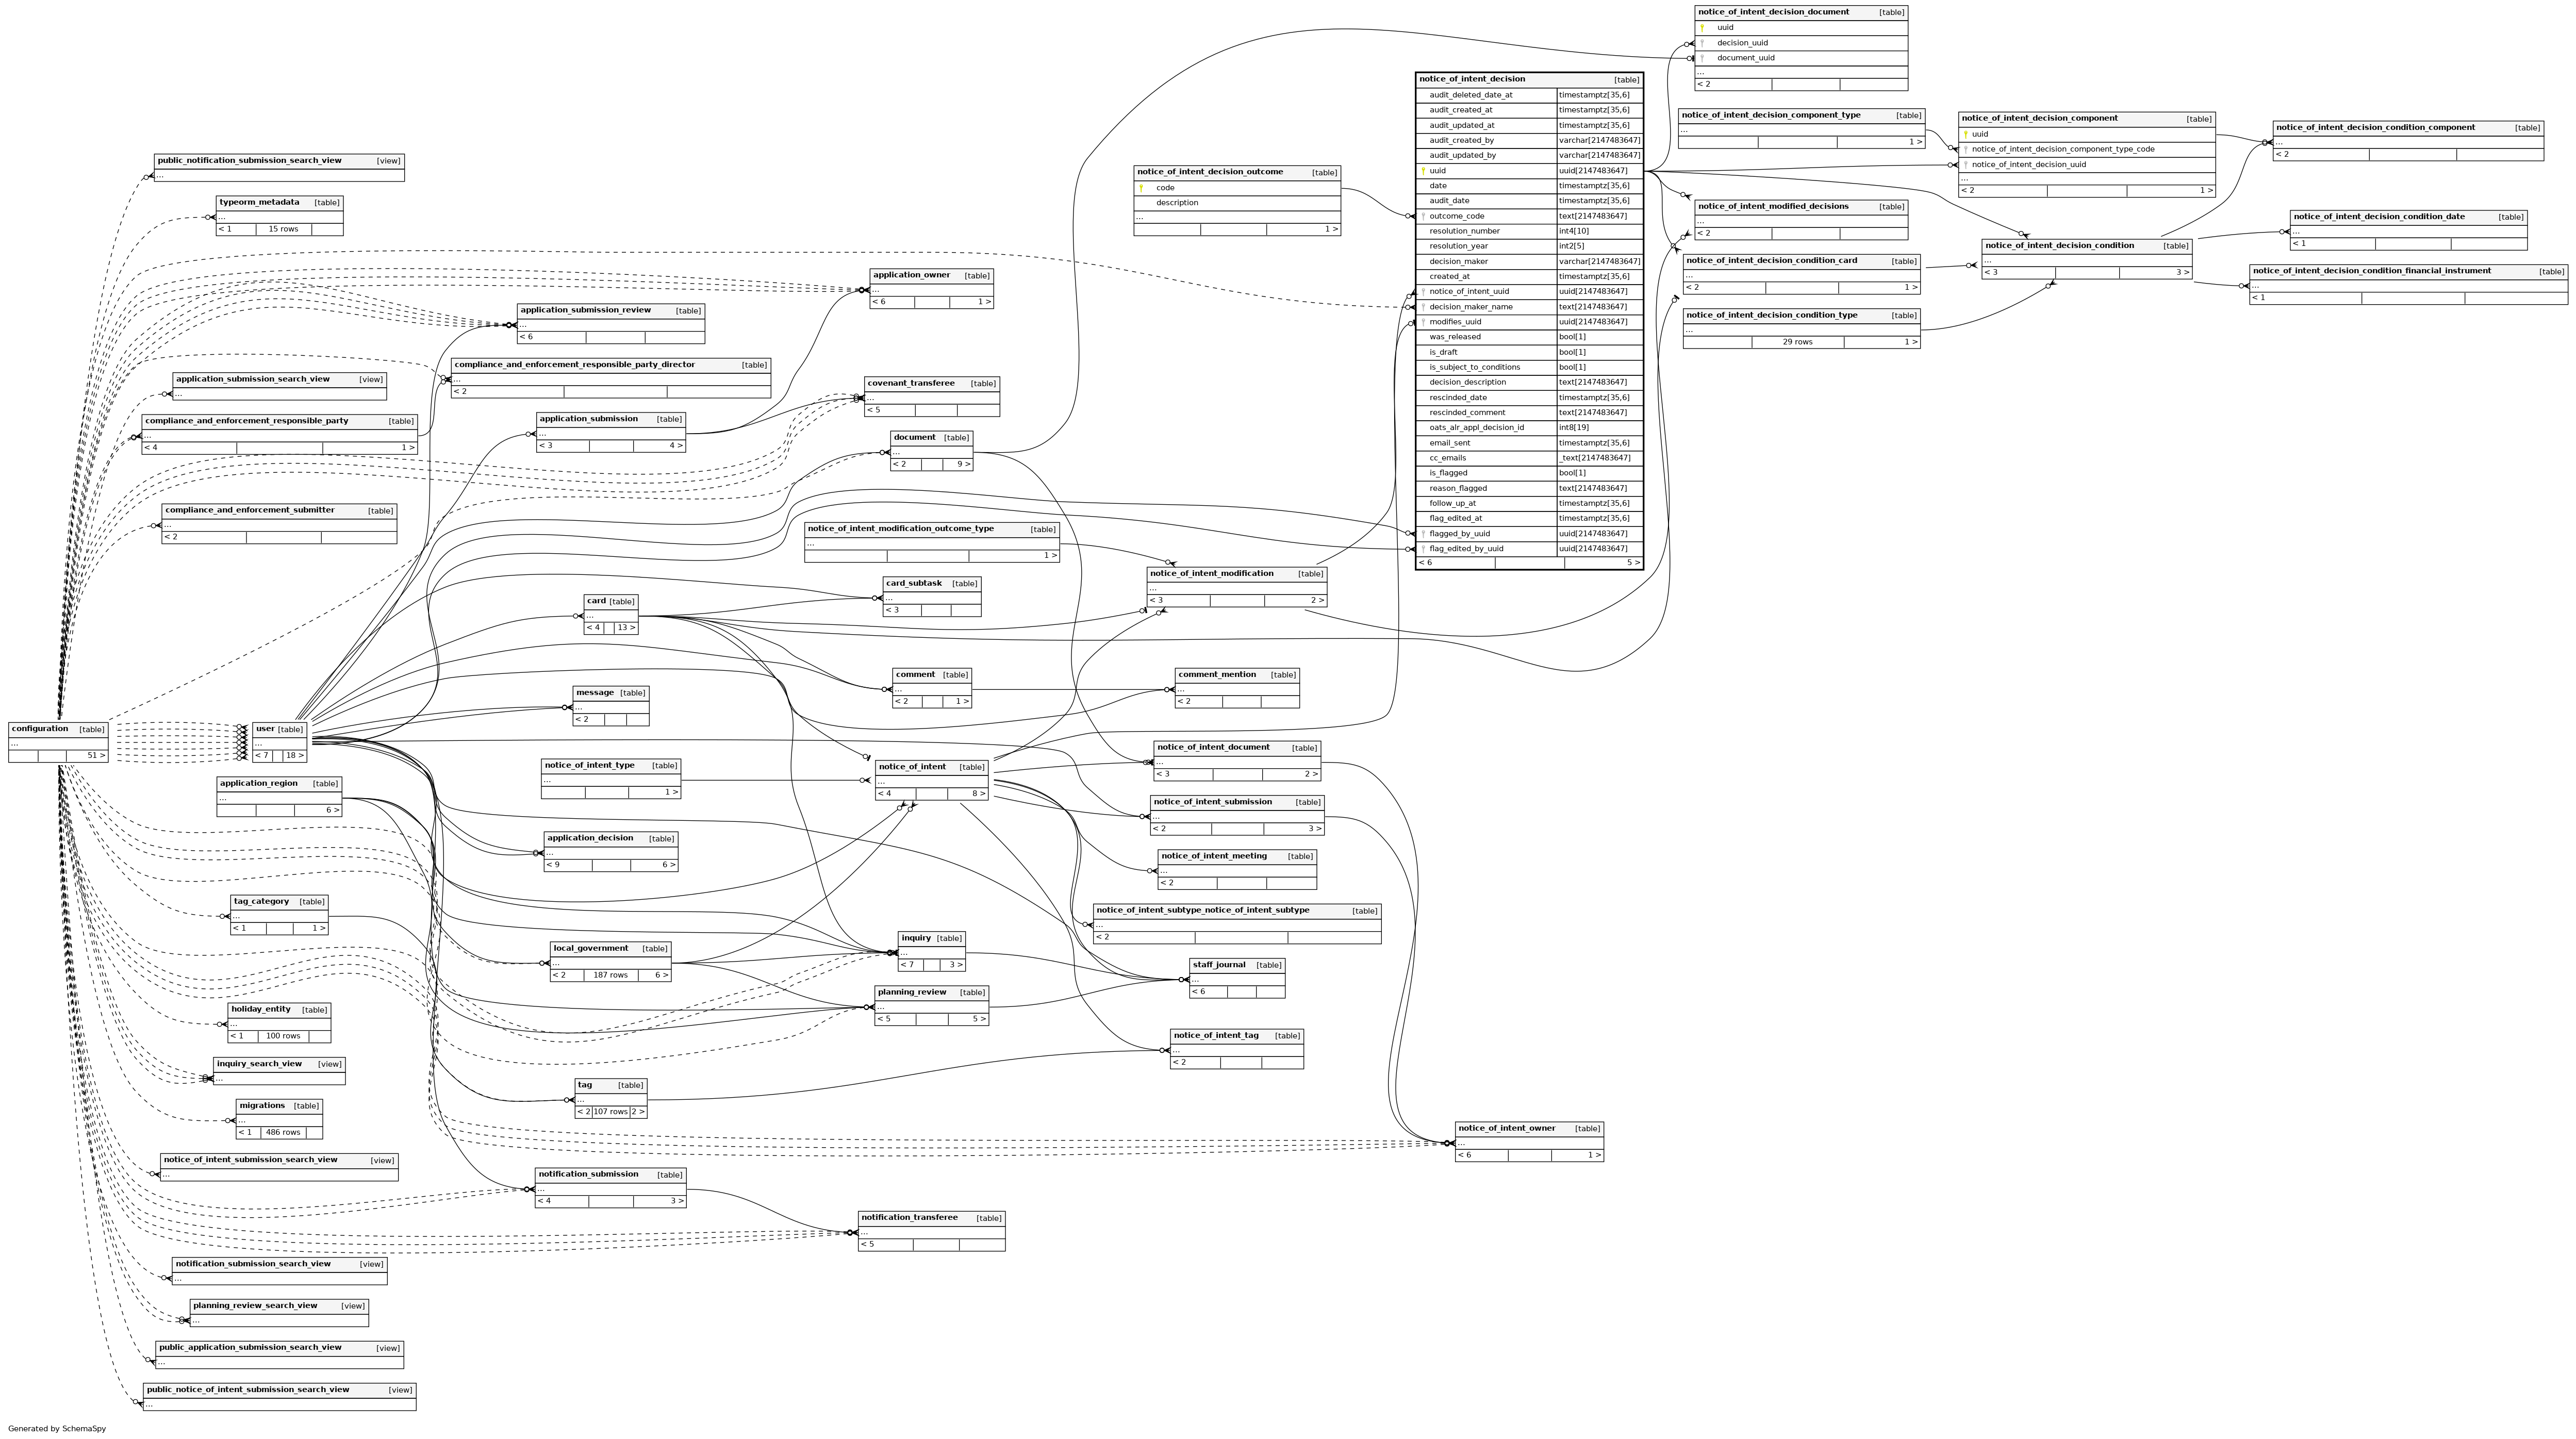 notice_of_intent_decision_document [table]
uuid
decision_uuid
document_uuid
...
< 2
notice_of_intent_decision [table]
audit_deleted_date_at timestamptz[35,6]
audit_created_at timestamptz[35,6]
audit_updated_at timestamptz[35,6]
audit_created_by varchar[2147483647]
audit_updated_by varchar[2147483647]
uuid uuid[2147483647]
date timestamptz[35,6]
audit_date timestamptz[35,6]
outcome_code text[2147483647]
resolution_number int4[10]
resolution_year int2[5]
decision_maker varchar[2147483647]
created_at timestamptz[35,6]
notice_of_intent_uuid uuid[2147483647]
decision_maker_name text[2147483647]
modifies_uuid uuid[2147483647]
was_released bool[1]
is_draft bool[1]
is_subject_to_conditions bool[1]
decision_description text[2147483647]
rescinded_date timestamptz[35,6]
rescinded_comment text[2147483647]
oats_alr_appl_decision_id int8[19]
email_sent timestamptz[35,6]
cc_emails _text[2147483647]
is_flagged bool[1]
reason_flagged text[2147483647]
follow_up_at timestamptz[35,6]
flag_edited_at timestamptz[35,6]
flagged_by_uuid uuid[2147483647]
flag_edited_by_uuid uuid[2147483647]
< 6 5 >
notice_of_intent_decision_component_type [table]
...
1 >
notice_of_intent_decision_component [table]
uuid
notice_of_intent_decision_component_type_code
notice_of_intent_decision_uuid
...
< 2 1 >
notice_of_intent_decision_condition_component [table]
...
< 2
notice_of_intent_modified_decisions [table]
...
< 2
notice_of_intent_decision_condition_date [table]
...
< 1
notice_of_intent_decision_condition [table]
...
< 3 3 >
notice_of_intent_decision_condition_card [table]
...
< 2 1 >
notice_of_intent_decision_condition_financial_instrument [table]
...
< 1
notice_of_intent_decision_condition_type [table]
...
29 rows 1 >
notice_of_intent_decision_outcome [table]
code
description
...
1 >
public_notification_submission_search_view [view]
...
typeorm_metadata [table]
...
< 1 15 rows
application_owner [table]
...
< 6 1 >
application_submission_review [table]
...
< 6
compliance_and_enforcement_responsible_party_director [table]
...
< 2
application_submission_search_view [view]
...
covenant_transferee [table]
...
< 5
compliance_and_enforcement_responsible_party [table]
...
< 4 1 >
application_submission [table]
...
< 3 4 >
document [table]
...
< 2 9 >
compliance_and_enforcement_submitter [table]
...
< 2
notice_of_intent_modification_outcome_type [table]
...
1 >
notice_of_intent_modification [table]
...
< 3 2 >
card_subtask [table]
...
< 3
card [table]
...
< 4 13 >
comment [table]
...
< 2 1 >
comment_mention [table]
...
< 2
message [table]
...
< 2
configuration [table]
...
51 >
user [table]
...
< 7 18 >
notice_of_intent_document [table]
...
< 3 2 >
notice_of_intent_type [table]
...
1 >
notice_of_intent [table]
...
< 4 8 >
application_region [table]
...
6 >
notice_of_intent_submission [table]
...
< 2 3 >
application_decision [table]
...
< 9 6 >
notice_of_intent_meeting [table]
...
< 2
tag_category [table]
...
< 1 1 >
notice_of_intent_subtype_notice_of_intent_subtype [table]
...
< 2
local_government [table]
...
< 2 187 rows 6 >
inquiry [table]
...
< 7 3 >
staff_journal [table]
...
< 6
planning_review [table]
...
< 5 5 >
holiday_entity [table]
...
< 1 100 rows
notice_of_intent_tag [table]
...
< 2
inquiry_search_view [view]
...
tag [table]
...
< 2 107 rows 2 >
migrations [table]
...
< 1 486 rows
notice_of_intent_owner [table]
...
< 6 1 >
notice_of_intent_submission_search_view [view]
...
notification_submission [table]
...
< 4 3 >
notification_transferee [table]
...
< 5
notification_submission_search_view [view]
...
planning_review_search_view [view]
...
public_application_submission_search_view [view]
...
public_notice_of_intent_submission_search_view [view]
...
Generated by SchemaSpy